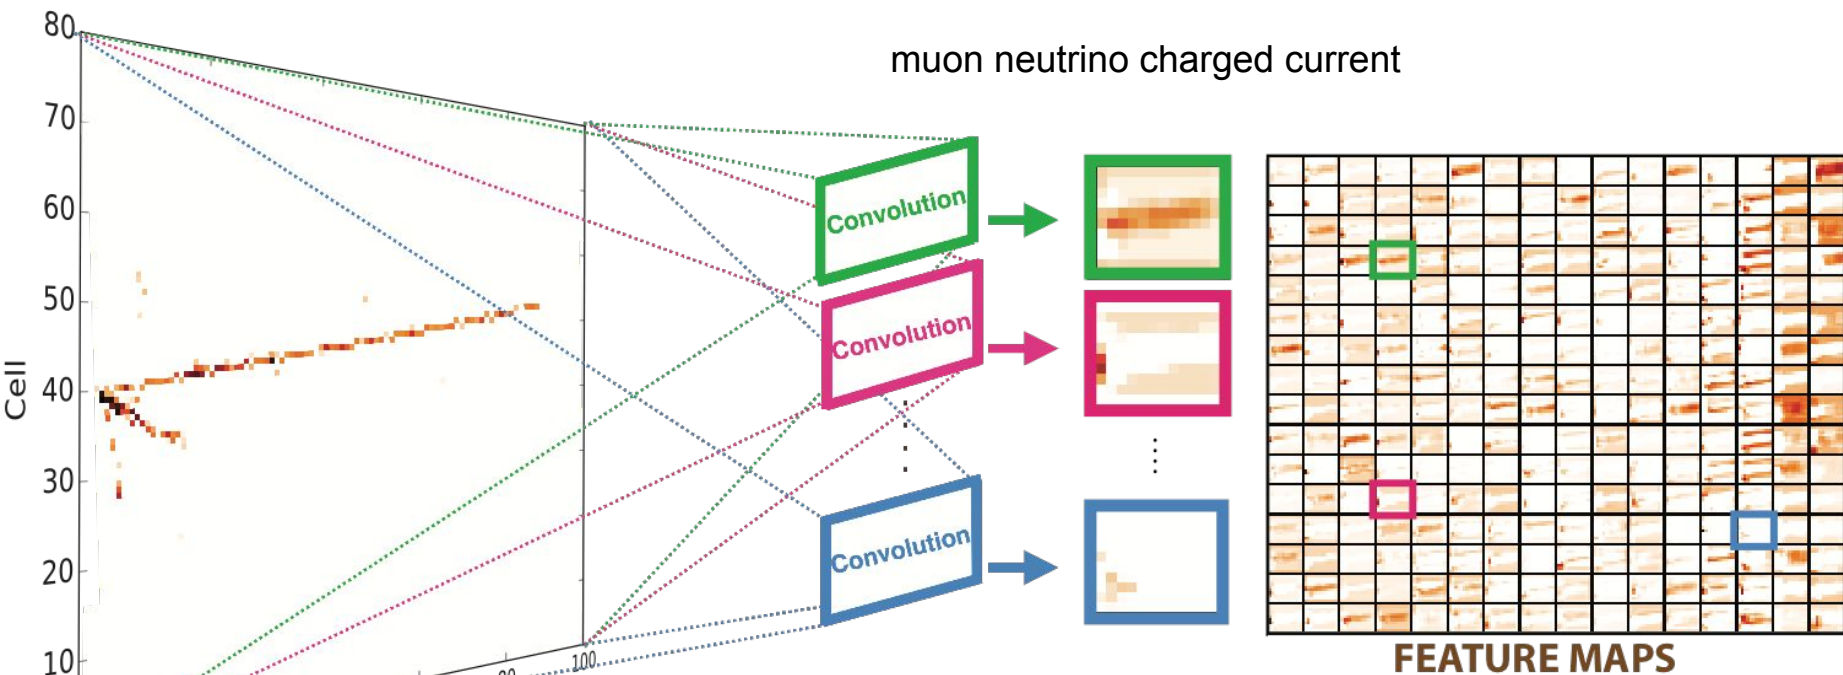 muon neutrino charged current
80
70
60
50
40
30
20
10
Cell
100
Convolution
Convolution
Convolution
FEATURE MAPS